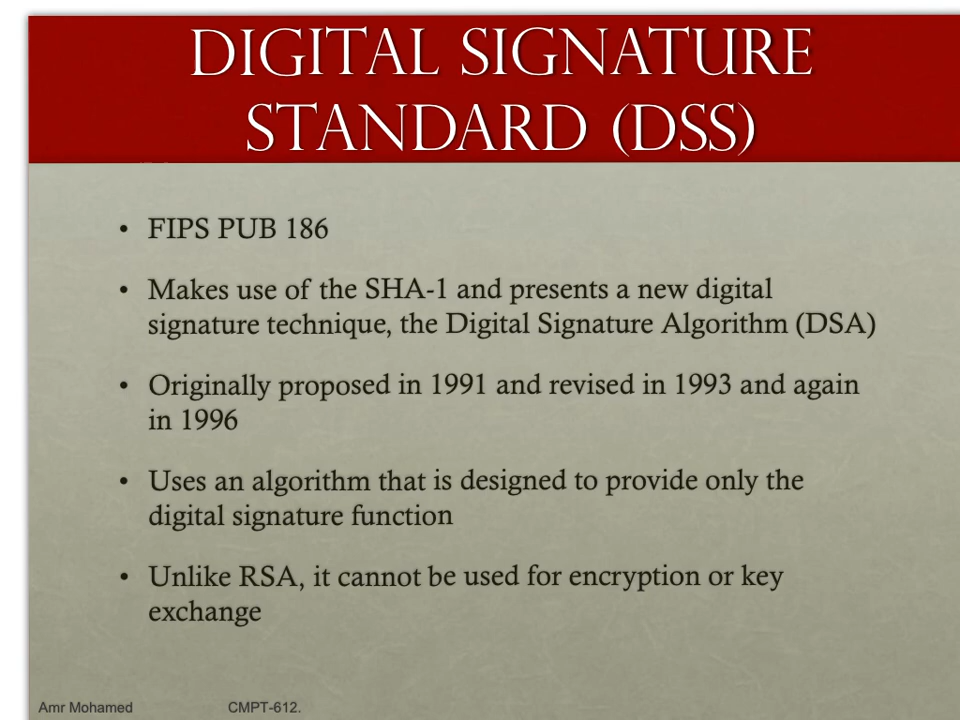 DIGITAL SIGNATURE
STANDARD (DSS)
• FIPS PUB 186
• Makes use of the SHA-1 and presents a new digital
signature technique, the Digital Signature Algorithm (DSA)
• Originally proposed in 1991 and revised in 1993 and again
in 1996
• Uses an algorithm that is designed to provide only the
digital signature function
• Unlike RSA, it cannot be used for encryption or key
exchange
Amr Mohamed CMPT-612.